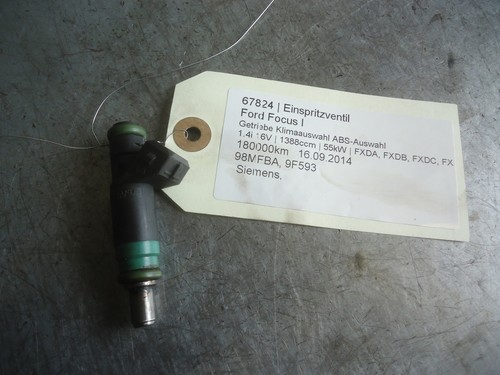 67824 | Einspritzventil
Ford Focus I
Getriebe Klimaauswahl ABS-Auswahl
1.4i 16V | 1388ccm | 55kW | FXDA, FXDB, FXDC, FX
180000km 16.09.2014
98MFBA, 9F593
Siemens,